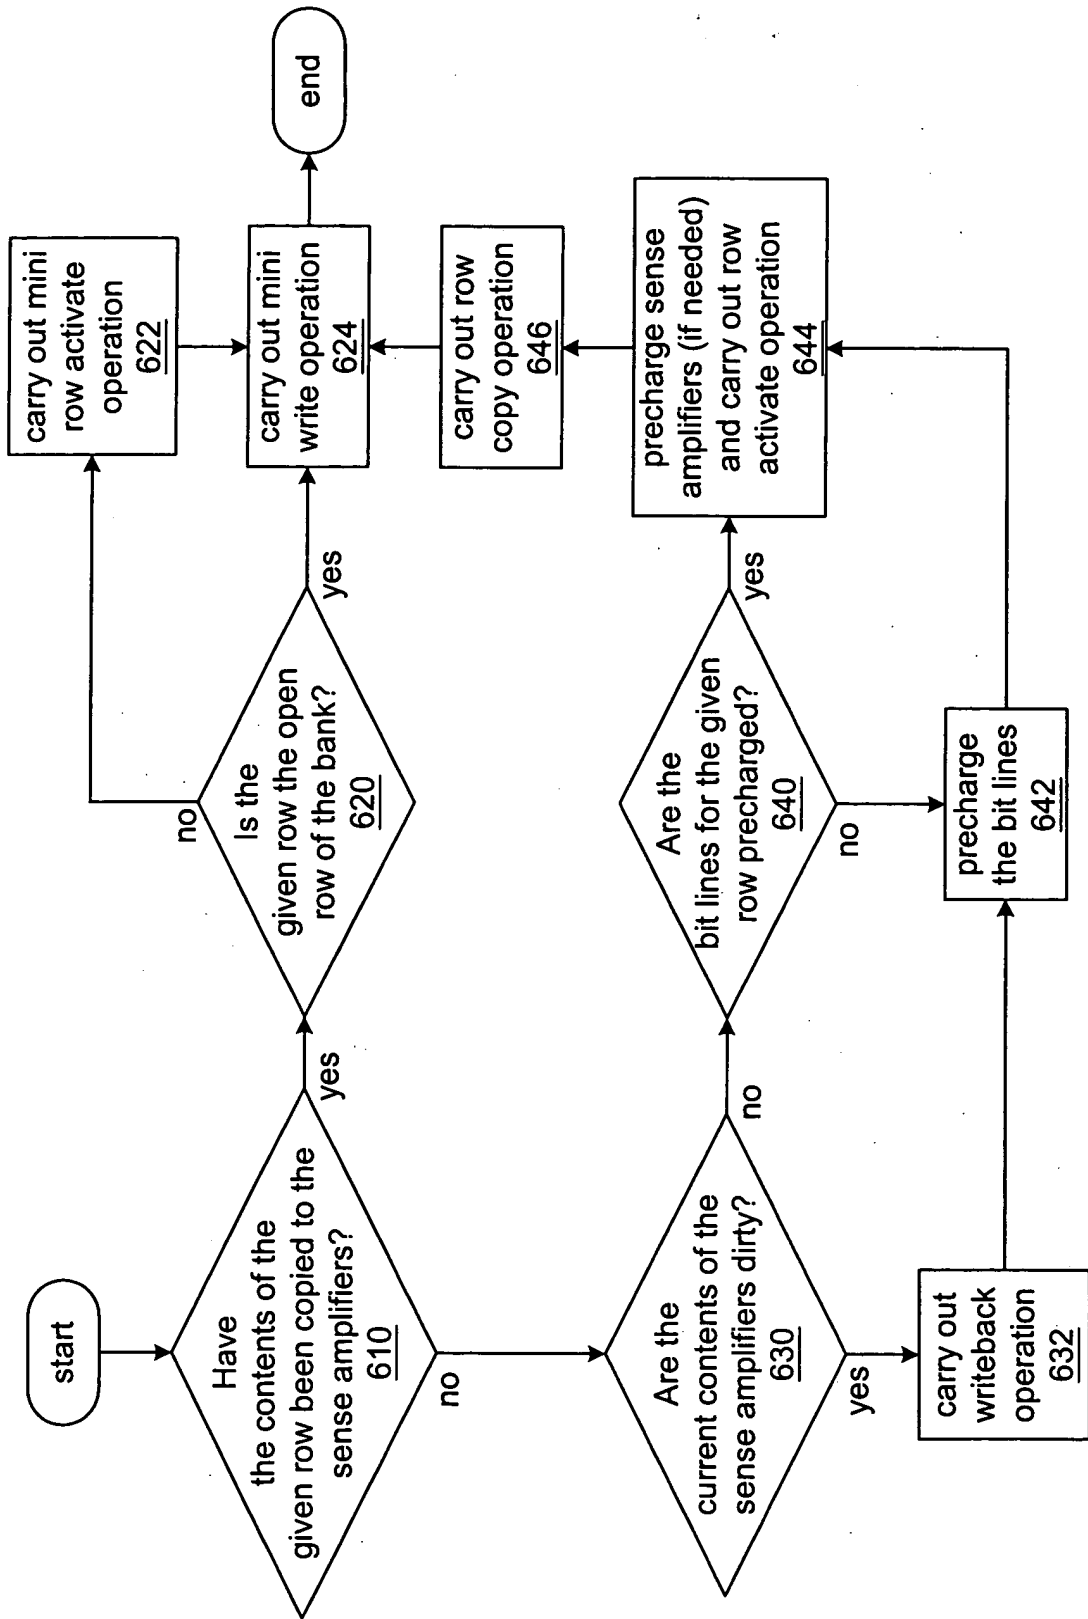 start
Have
the contents of the
given row been copied to the
sense amplifiers?
610
yes
no
Is the
given row the open
row of the bank?
620
no
yes
carry out mini
row activate
operation
622
carry out mini
write operation
624
end
Are the
current contents of the
sense amplifiers dirty?
630
no
yes
carry out
writeback
operation
632
Are the
bit lines for the given
row precharged?
640
yes
no
precharge
the bit lines
642
precharge sense
amplifiers (if needed)
and carry out row
activate operation
644
carry out row
copy operation
646